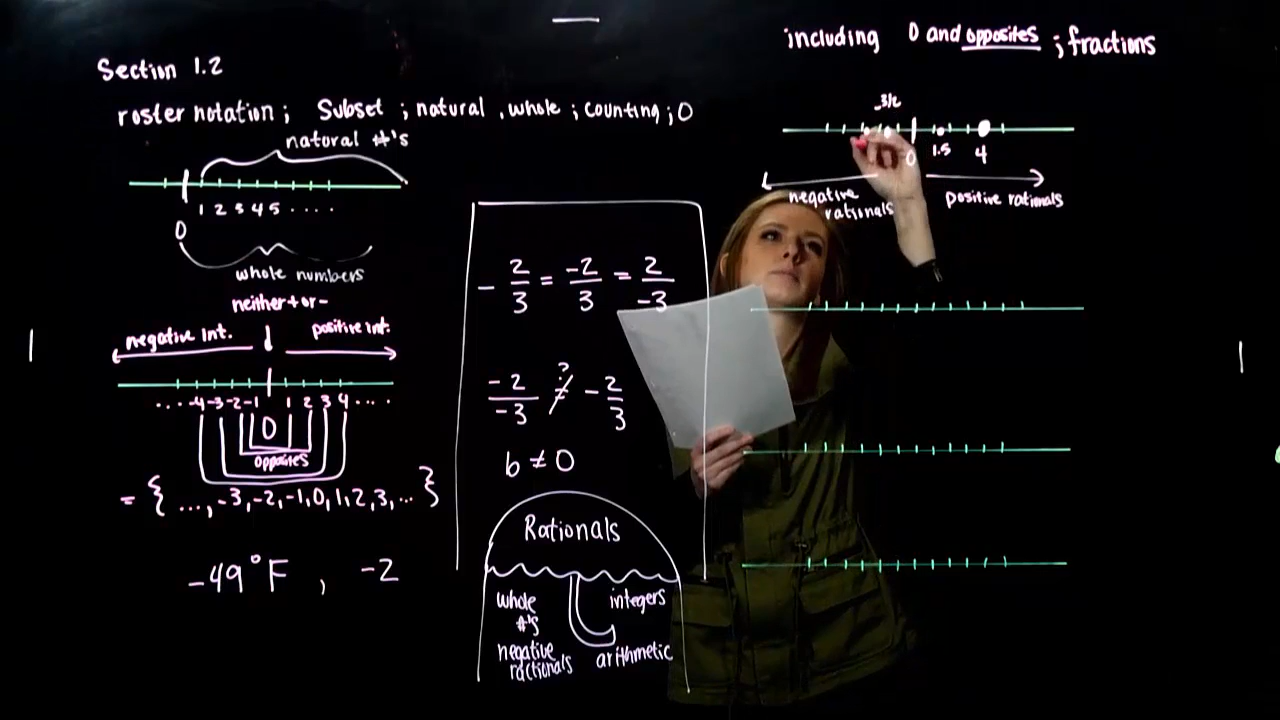 Section 1.2
roster notation; Subset ; natural, whole ; counting ; 0
natural #'s
1 2 3 4 5 . . . .
0
whole numbers
neither + or -
negative int.
positive int.
. . . . -4 -3 -2 -1 1 2 3 4 . . . .
0
opposites
= { ..., -3, -2, -1, 0, 1, 2, 3, ... }
-49°F , -2
- 2/3 = -2/3 = 2/-3
?
-2/-3 ≠ - 2/3
b ≠ 0
Rationals
whole #'s
integers
negative ractionals
arithmetic
including 0 and opposites ; fractions
-3/2
0 1.5 4
negative rationals
positive rationals